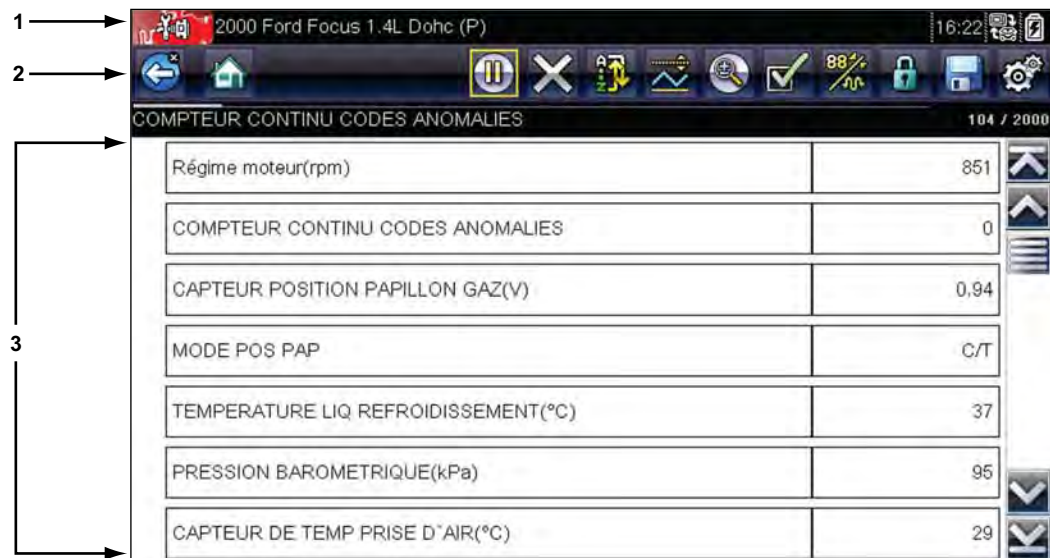 1
2000 Ford Focus 1.4L Dohc (P) 16:22
2
COMPTEUR CONTINU CODES ANOMALIES 104 / 2000
3
Régime moteur(rpm) 851
COMPTEUR CONTINU CODES ANOMALIES 0
CAPTEUR POSITION PAPILLON GAZ(V) 0,94
MODE POS PAP C/T
TEMPERATURE LIQ REFROIDISSEMENT(°C) 37
PRESSION BAROMETRIQUE(kPa) 95
CAPTEUR DE TEMP PRISE D`AIR(°C) 29